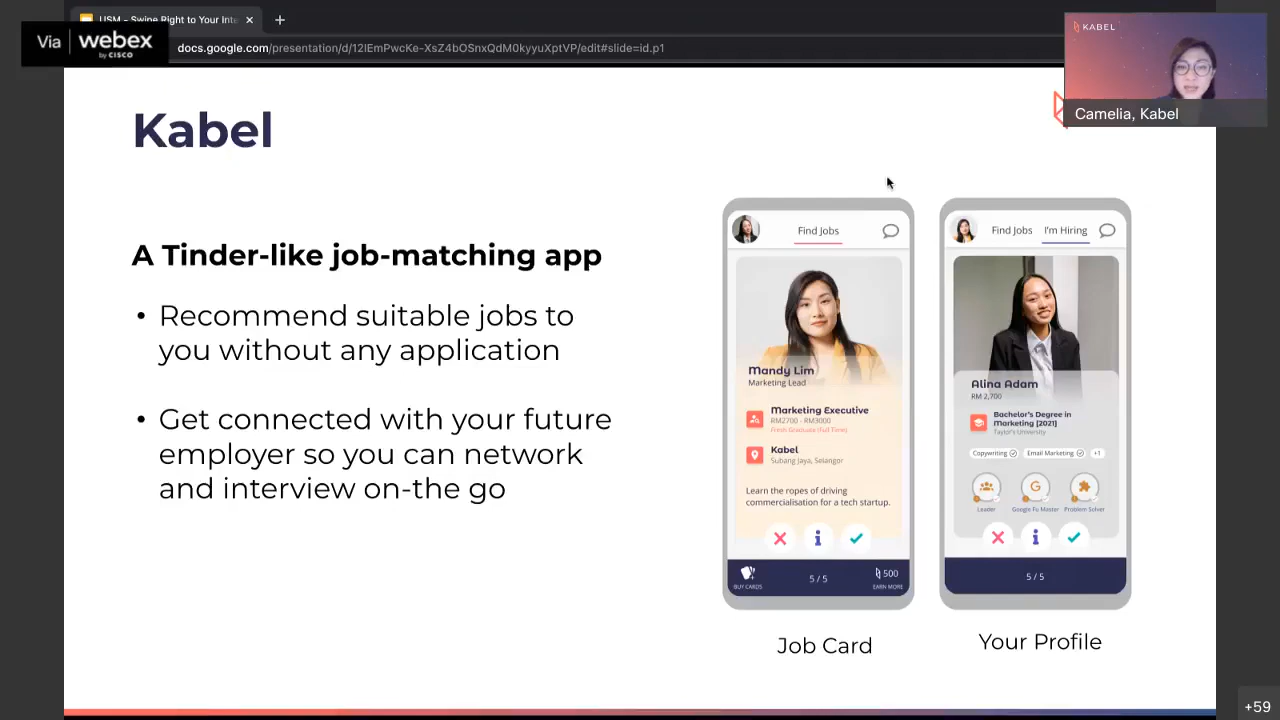 USM - Swipe Right to Your Inte
Via webex
by CISCO
docs.google.com/presentation/d/12lEmPwcKe-XsZ4bOSnxQdM0kyyuXptVP/edit#slide=id.p1
KABEL
Camelia, Kabel
Kabel
A Tinder-like job-matching app
• Recommend suitable jobs to
you without any application
• Get connected with your future
employer so you can network
and interview on-the go
Find Jobs
Mandy Lim
Marketing Lead
Marketing Executive
RM2700 - RM3000
Fresh Graduate (Full Time)
Kabel
Subang Jaya, Selangor
Learn the ropes of driving
commercialisation for a tech startup.
BUY CARDS
5 / 5
500
EARN MORE
Job Card
Find Jobs I'm Hiring
Alina Adam
RM 2,700
Bachelor's Degree in
Marketing [2021]
Taylor's University
Copywriting Email Marketing +1
G
Leader Google Fu Master Problem Solver
5 / 5
Your Profile
+59